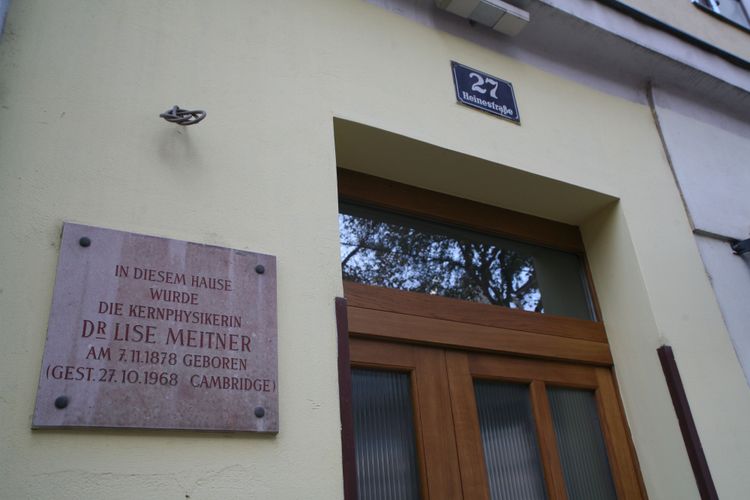 27
Heinestraße
IN DIESEM HAUSE
WURDE
DIE KERNPHYSIKERIN
DR LISE MEITNER
AM 7.11.1878 GEBOREN
(GEST. 27.10.1968 CAMBRIDGE)